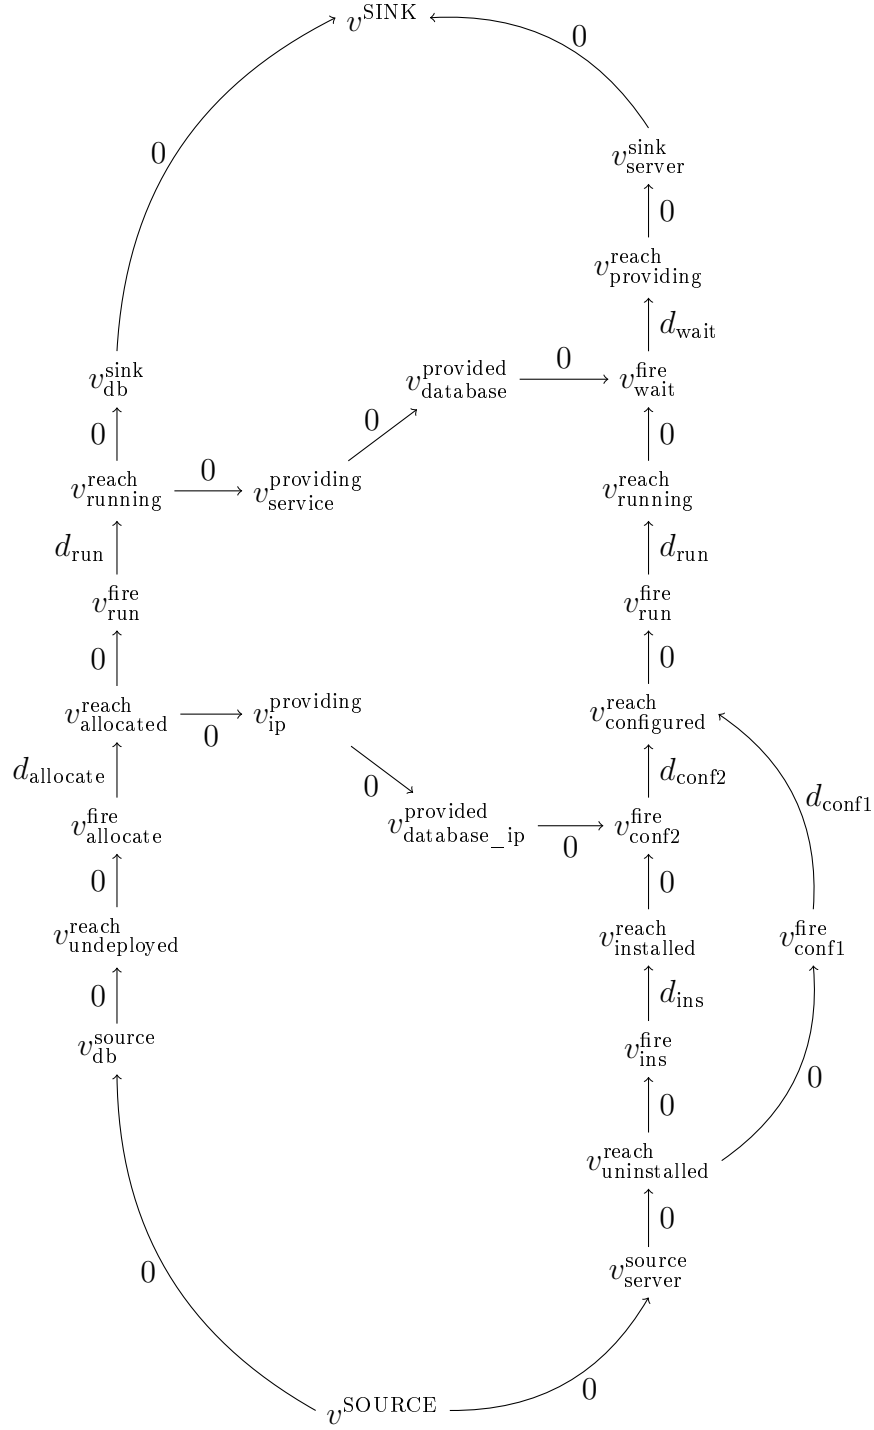 v^SINK
0
0
v^sink_server
0
v^reach_providing
d_wait
v^sink_db
v^provided_database
0
v^fire_wait
0
0
0
v^reach_running
0
v^providing_service
v^reach_running
d_run
d_run
v^fire_run
v^fire_run
0
0
v^reach_allocated
0
v^providing_ip
v^reach_configured
d_allocate
0
d_conf2
d_conf1
v^fire_allocate
v^provided_database_ip
0
v^fire_conf2
0
0
v^reach_undeployed
v^reach_installed
v^fire_conf1
0
d_ins
v^source_db
v^fire_ins
0
0
v^reach_uninstalled
0
v^source_server
0
0
v^SOURCE